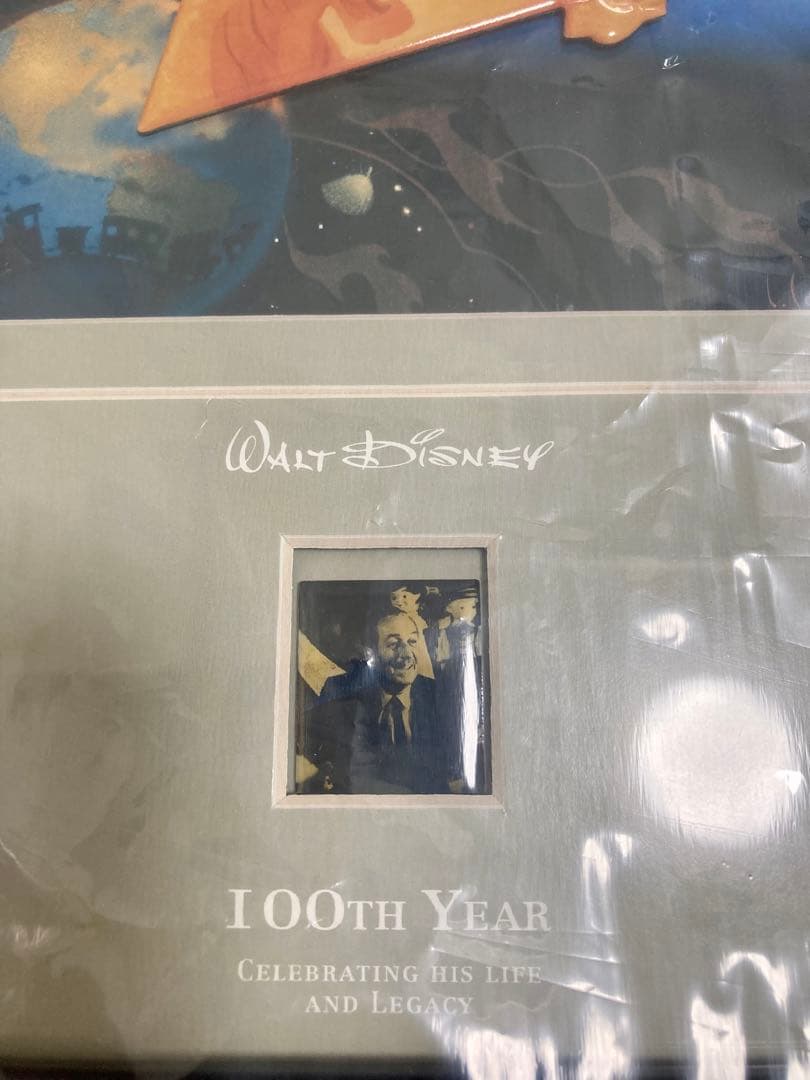 Walt Disney
100th Year
Celebrating his life
and Legacy